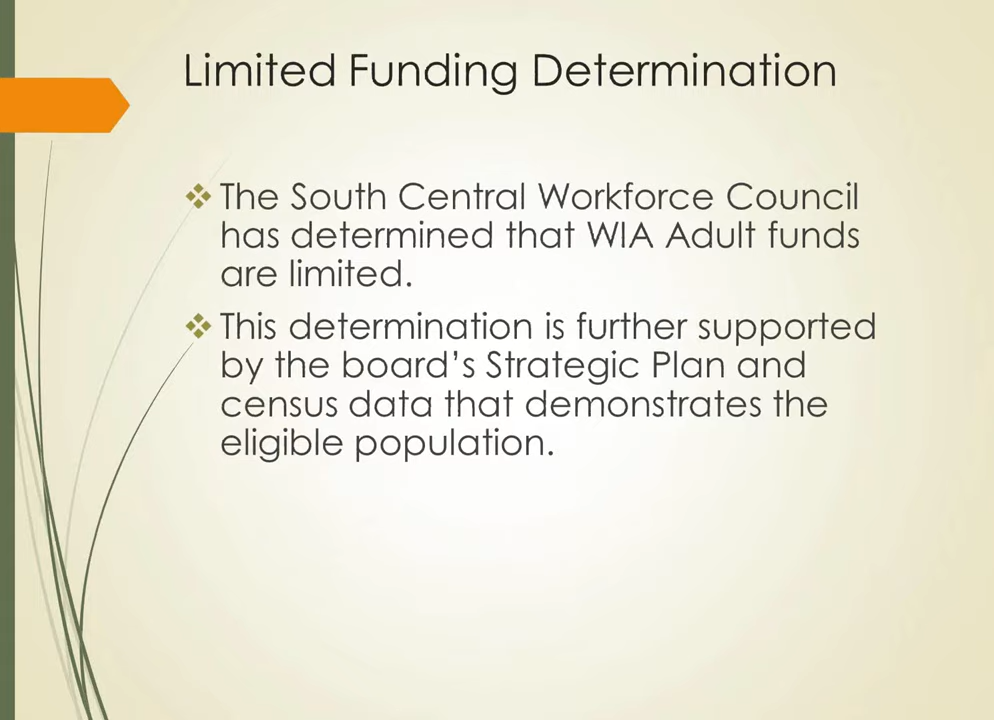 Limited Funding Determination
The South Central Workforce Council
has determined that WIA Adult funds
are limited.
This determination is further supported
by the board's Strategic Plan and
census data that demonstrates the
eligible population.